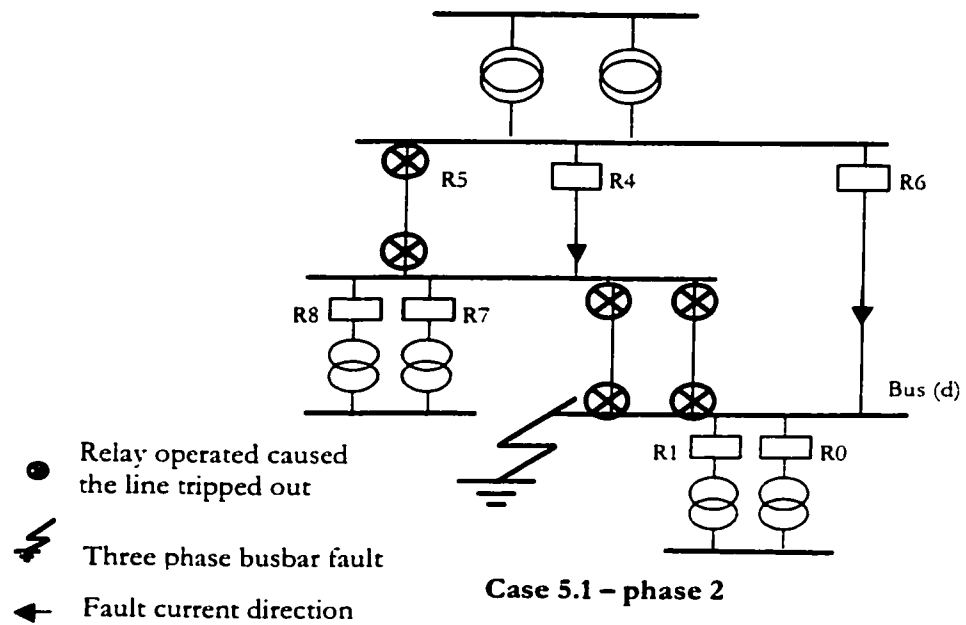 R5
R4
R6
R8
R7
Bus (d)
R1
R0
Relay operated caused
the line tripped out
Three phase busbar fault
Fault current direction
Case 5.1 – phase 2